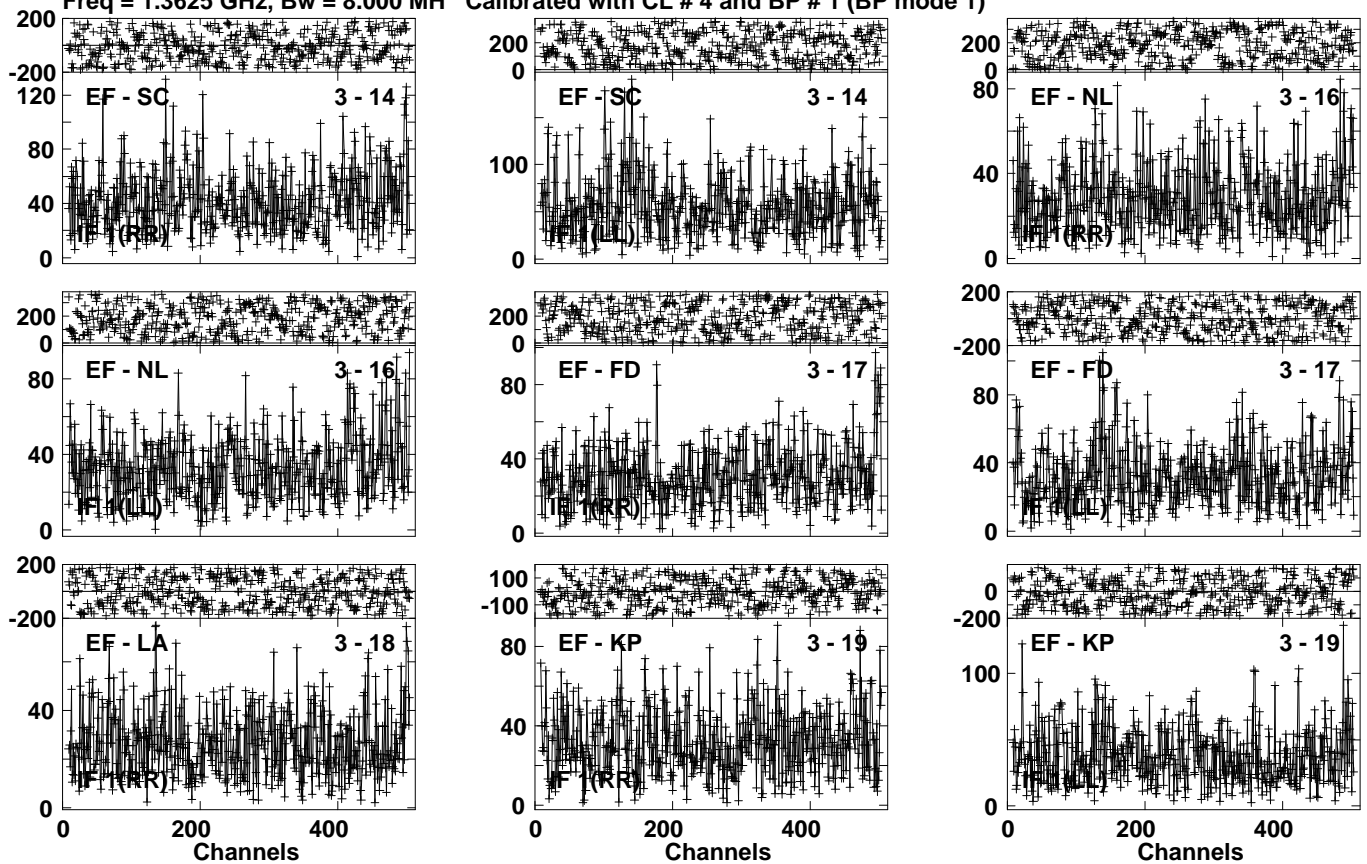 Freq = 1.3625 GHz, Bw = 8.000 MH Calibrated with CL # 4 and BP # 1 (BP mode 1)
200
-200
120
80
40
0
EF - SC 3 - 14
IF 1(RR)
200
0
100
0
EF - SC 3 - 14
IF 1(LL)
200
0
80
40
0
EF - NL 3 - 16
IF 1(RR)
200
0
80
40
0
EF - NL 3 - 16
IF 1(LL)
200
0
80
40
0
EF - FD 3 - 17
IF 1(RR)
200
-200
80
40
0
EF - FD 3 - 17
IF 1(LL)
200
-200
40
0
EF - LA 3 - 18
IF 1(RR)
0 200 400
Channels
100
-100
80
40
0
EF - KP 3 - 19
IF 1(RR)
0 200 400
Channels
0
-200
100
0
EF - KP 3 - 19
IF 1(LL)
0 200 400
Channels